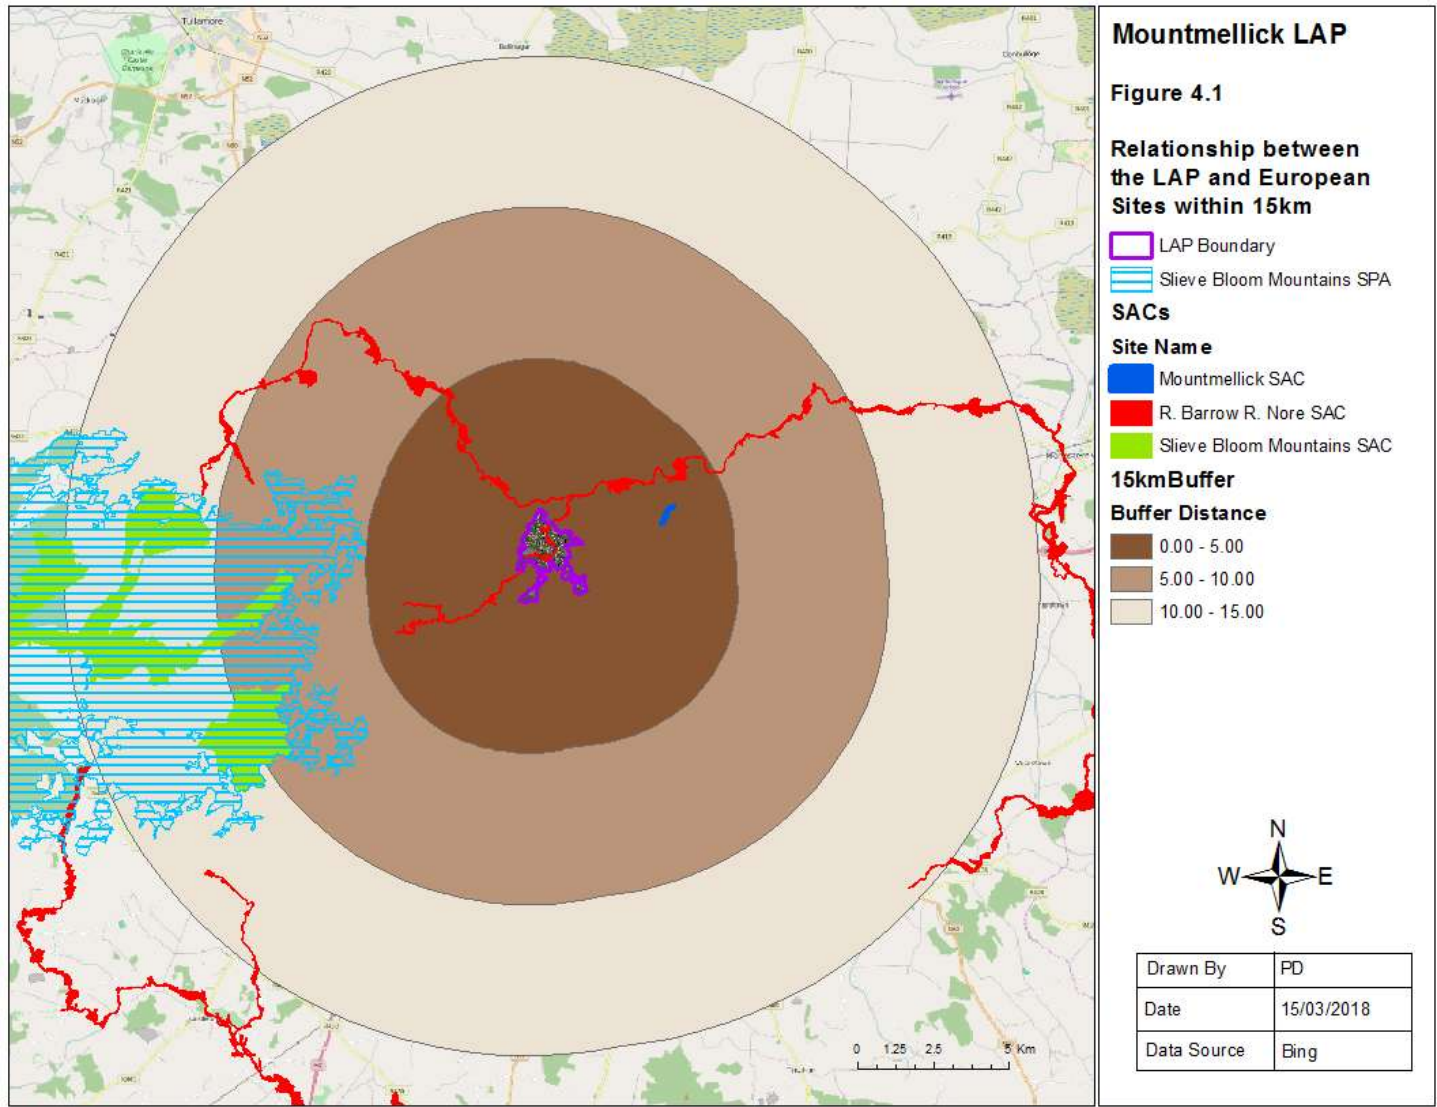 Tullamore
Mountmellick LAP
Figure 4.1
Relationship between
the LAP and European
Sites within 15km
LAP Boundary
Slieve Bloom Mountains SPA
SACs
Site Name
Mountmellick SAC
R. Barrow R. Nore SAC
Slieve Bloom Mountains SAC
15kmBuffer
Buffer Distance
0.00 - 5.00
5.00 - 10.00
10.00 - 15.00
N
W E
S
Drawn By PD
Date 15/03/2018
Data Source Bing
0 1.25 2.5 5 Km